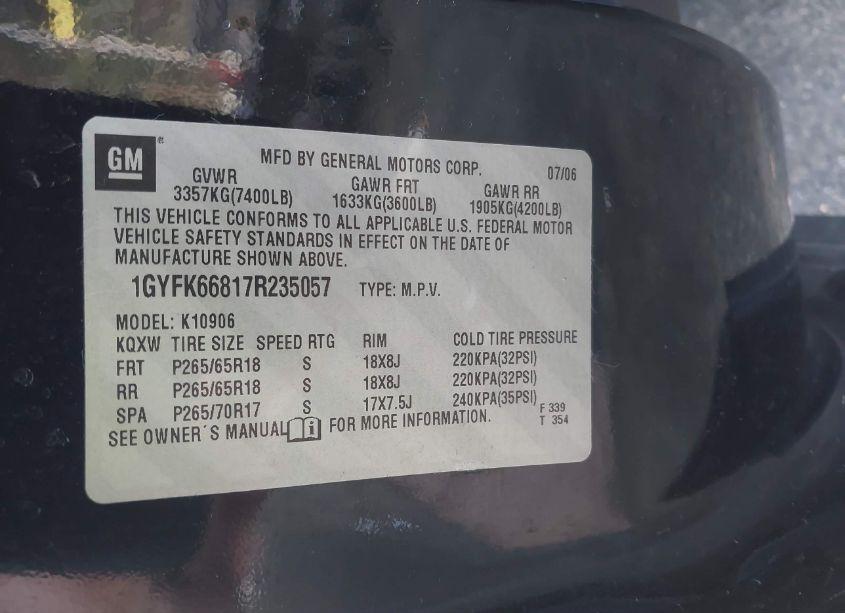 GM
MFD BY GENERAL MOTORS CORP. 07/06
GVWR GAWR FRT GAWR RR
3357KG(7400LB) 1633KG(3600LB) 1905KG(4200LB)
THIS VEHICLE CONFORMS TO ALL APPLICABLE U.S. FEDERAL MOTOR
VEHICLE SAFETY STANDARDS IN EFFECT ON THE DATE OF
MANUFACTURE SHOWN ABOVE.
1GYFK66817R235057 TYPE: M.P.V.
MODEL: K10906
KQXW TIRE SIZE SPEED RTG RIM COLD TIRE PRESSURE
FRT P265/65R18 S 18X8J 220KPA(32PSI)
RR P265/65R18 S 18X8J 220KPA(32PSI)
SPA P265/70R17 S 17X7.5J 240KPA(35PSI)
SEE OWNER´S MANUAL i FOR MORE INFORMATION.
F 339
T 354